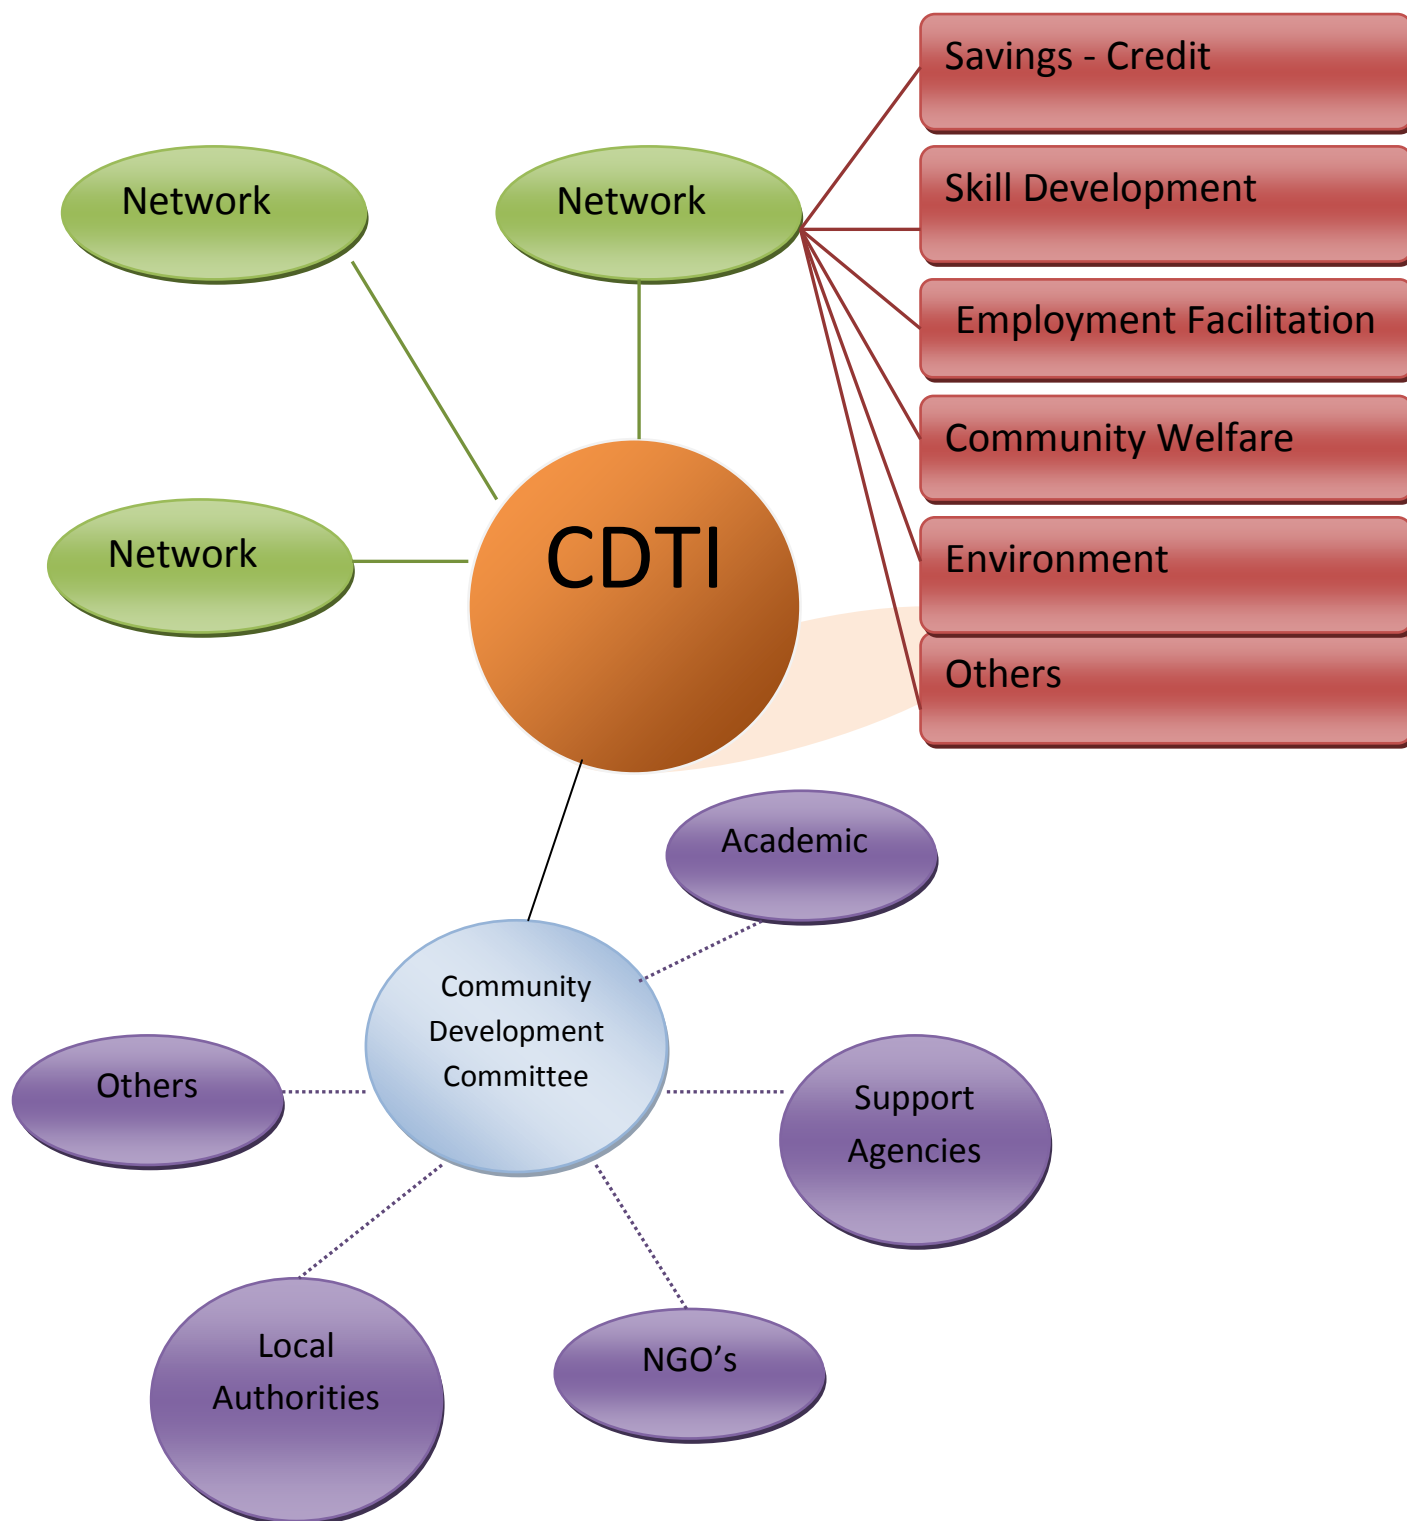 Savings - Credit
Network
Network
Skill Development
Employment Facilitation
Community Welfare
CDTI
Network
Environment
Others
Academic
Community
Development
Committee
Others
Support
Agencies
Local
Authorities
NGO’s